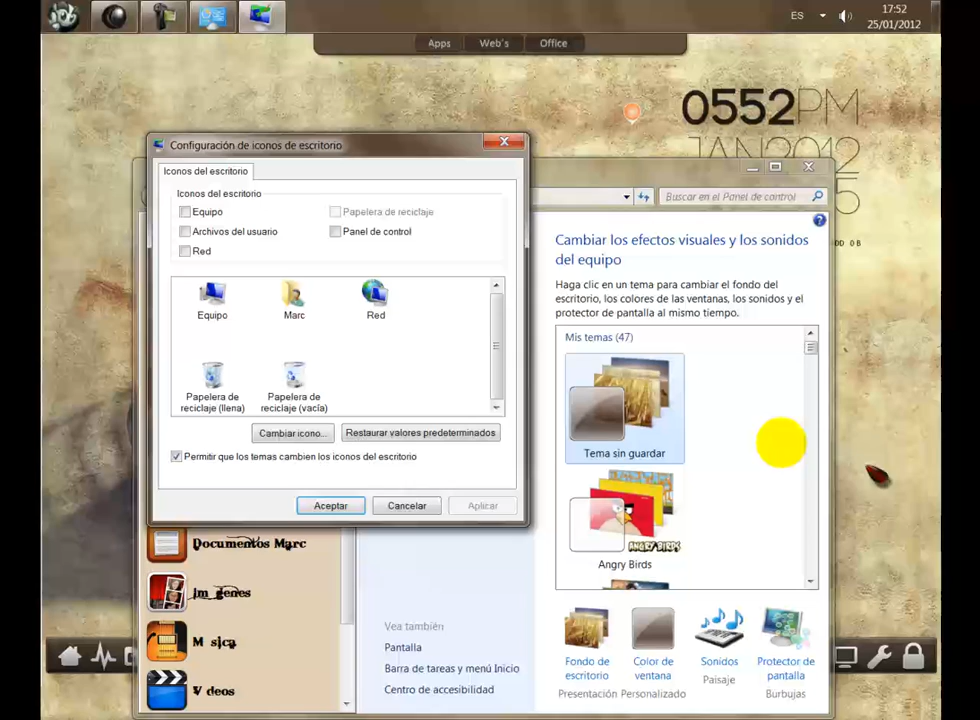 ES
17:52
25/01/2012
Apps
Web's
Office
0552PM
JAN2012
Configuración de iconos de escritorio
Iconos del escritorio
Iconos del escritorio
Equipo
Papelera de reciclaje
Archivos del usuario
Panel de control
Red
Equipo
Marc
Red
Papelera de reciclaje (llena)
Papelera de reciclaje (vacía)
Cambiar icono...
Restaurar valores predeterminados
Permitir que los temas cambien los iconos del escritorio
Aceptar
Cancelar
Aplicar
Buscar en el Panel de control
Cambiar los efectos visuales y los sonidos
del equipo
Haga clic en un tema para cambiar el fondo del
escritorio, los colores de las ventanas, los sonidos y el
protector de pantalla al mismo tiempo.
Mis temas (47)
Tema sin guardar
ANGRY BIRDS
Angry Birds
Documentos Marc
Im genes
M sica
V deos
Vea también
Pantalla
Barra de tareas y menú Inicio
Centro de accesibilidad
Fondo de escritorio
Presentación
Color de ventana
Personalizado
Sonidos
Paisaje
Protector de pantalla
Burbujas